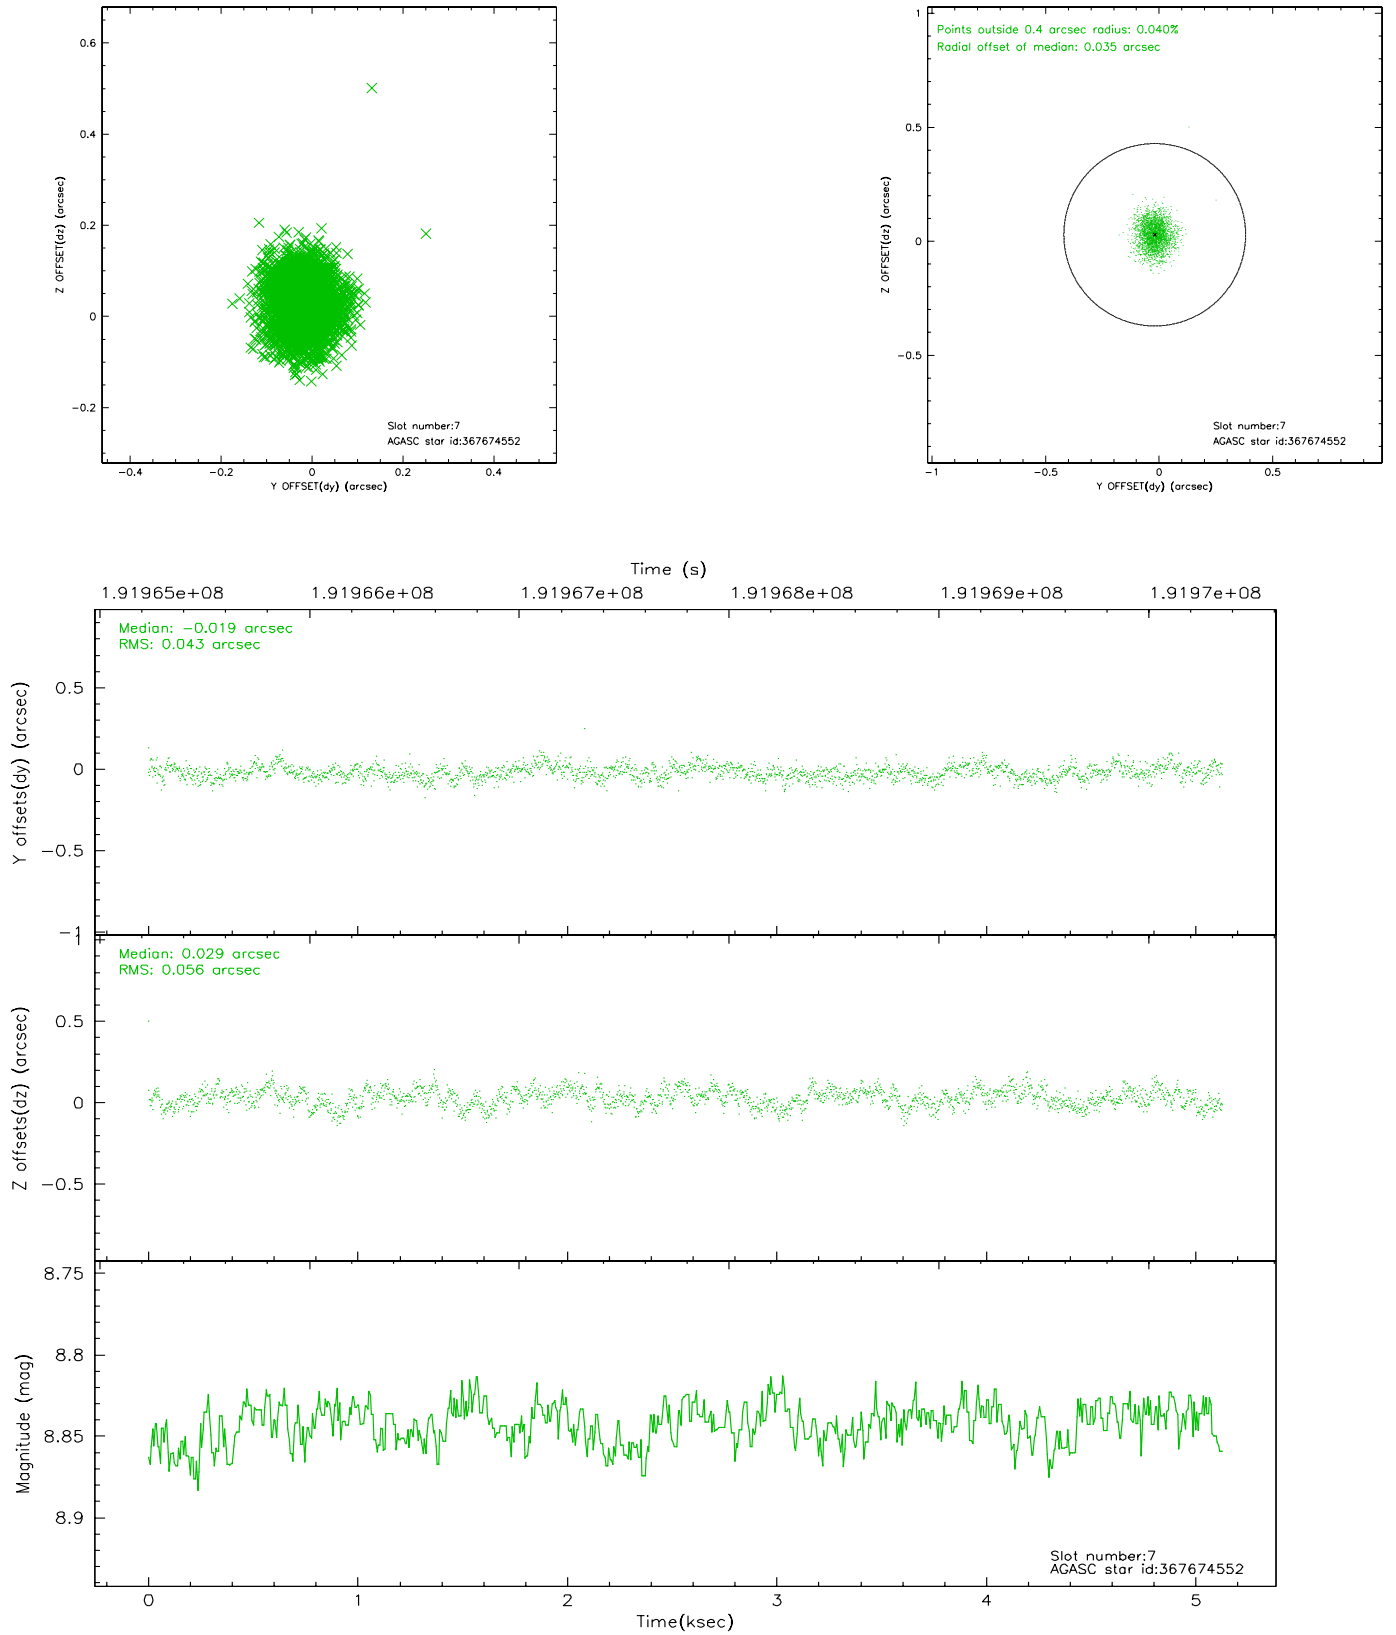 0.6
0.4
0.2
0
−0.2
Z OFFSET(dz) (arcsec)
Slot number:7
AGASC star id:367674552
−0.4 −0.2 0 0.2 0.4
Y OFFSET(dy) (arcsec)
Points outside 0.4 arcsec radius: 0.040%
Radial offset of median: 0.035 arcsec
1
0.5
0
−0.5
Z OFFSET(dz) (arcsec)
Slot number:7
AGASC star id:367674552
−1 −0.5 0 0.5
Y OFFSET(dy) (arcsec)
Time (s)
1.91965e+08 1.91966e+08 1.91967e+08 1.91968e+08 1.91969e+08 1.9197e+08
Median: −0.019 arcsec
RMS: 0.043 arcsec
0.5
0
−0.5
−1
Y offsets(dy) (arcsec)
Median: 0.029 arcsec
RMS: 0.056 arcsec
1
0.5
0
−0.5
Z offsets(dz) (arcsec)
8.75
8.8
8.85
8.9
Magnitude (mag)
Slot number:7
AGASC star id:367674552
0 1 2 3 4 5
Time(ksec)